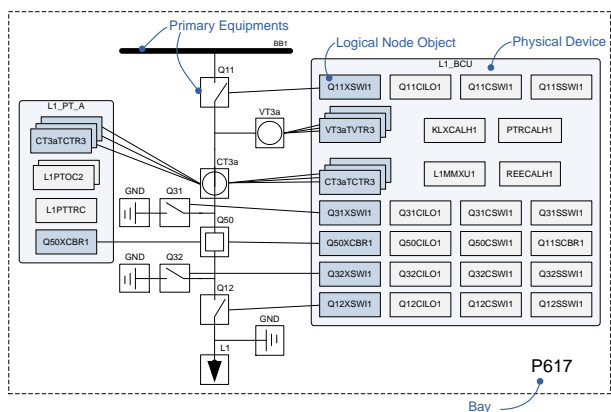 Primary Equipments
BB1
Logical Node Object
Physical Device
Q11
L1_BCU
Q11XSWI1 Q11CILO1 Q11CSWI1 Q11SSWI1
L1_PT_A
VT3a
CT3aTCTR3
VT3aTVTR3 KLXCALH1 PTRCALH1
L1PTOC2
CT3a
CT3aTCTR3 L1MMXU1 REECALH1
L1PTTRC
GND Q31
Q31XSWI1 Q31CILO1 Q31CSWI1 Q31SSWI1
Q50
Q50XCBR1
Q50XCBR1 Q50CILO1 Q50CSWI1 Q11SCBR1
GND Q32
Q32XSWI1 Q32CILO1 Q32CSWI1 Q32SSWI1
Q12
Q12XSWI1 Q12CILO1 Q12CSWI1 Q12SSWI1
GND
L1
P617
Bay